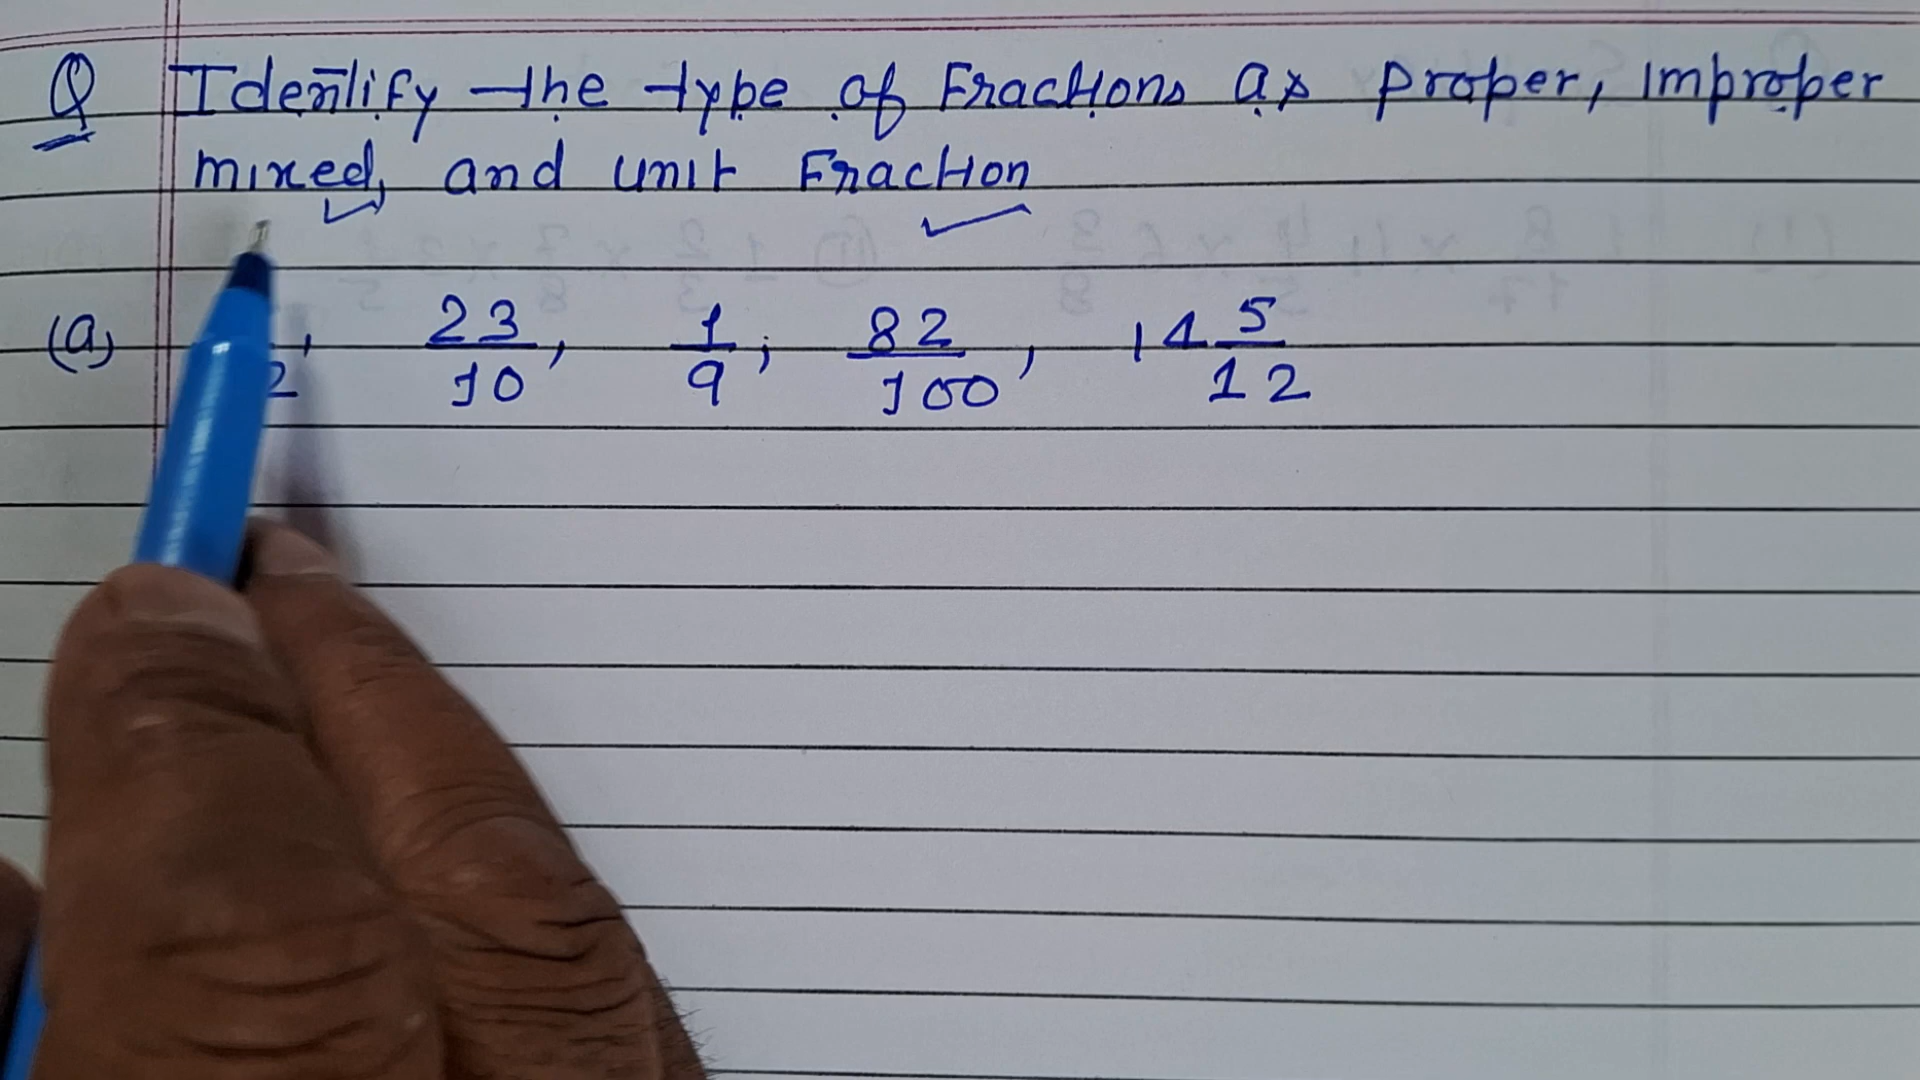 Q Identify the type of Fractions as proper, improper
mixed, and unit Fraction
(a) 2, 23/10, 1/9, 82/100, 14 5/12